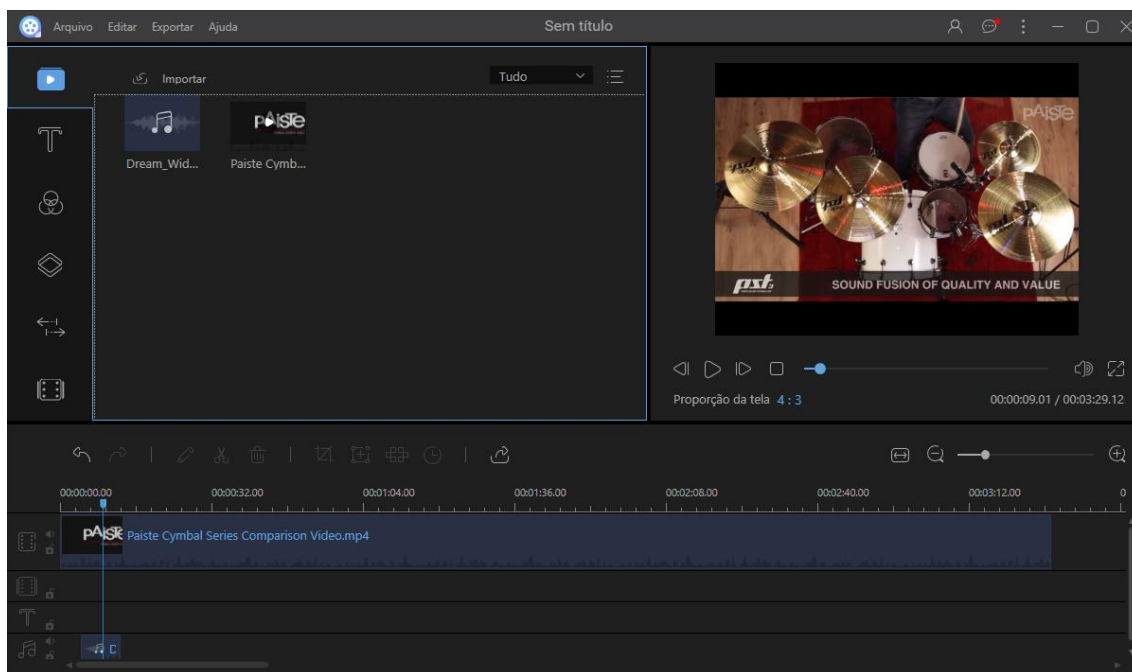 Arquivo Editar Exportar Ajuda Sem título
Importar Tudo
PAISTe
Dream_Wid... Paiste Cymb...
PAISTe
pst
SOUND FUSION OF QUALITY AND VALUE
Proporção da tela 4 : 3 00:00:09.01 / 00:03:29.12
00:00:00.00 00:00:32.00 00:01:04.00 00:01:36.00 00:02:08.00 00:02:40.00 00:03:12.00 0
PAISTe Paiste Cymbal Series Comparison Video.mp4
D